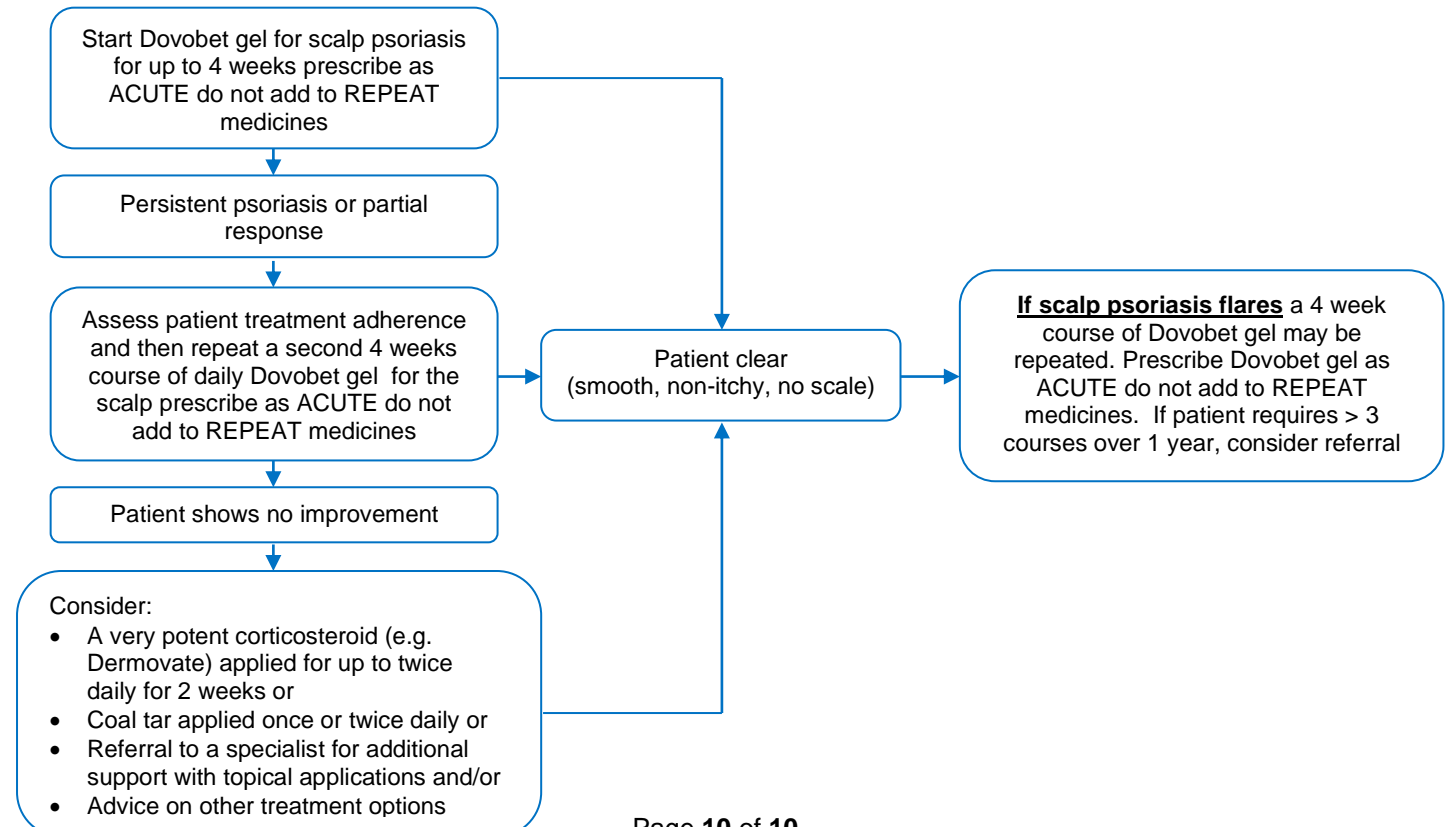 Start Dovobet gel for scalp psoriasis
for up to 4 weeks prescribe as
ACUTE do not add to REPEAT
medicines
Persistent psoriasis or partial
response
Assess patient treatment adherence
and then repeat a second 4 weeks
course of daily Dovobet gel for the
scalp prescribe as ACUTE do not
add to REPEAT medicines
Patient shows no improvement
Consider:
• A very potent corticosteroid (e.g.
Dermovate) applied for up to twice
daily for 2 weeks or
• Coal tar applied once or twice daily or
• Referral to a specialist for additional
support with topical applications and/or
• Advice on other treatment options
Patient clear
(smooth, non-itchy, no scale)
If scalp psoriasis flares a 4 week
course of Dovobet gel may be
repeated. Prescribe Dovobet gel as
ACUTE do not add to REPEAT
medicines. If patient requires > 3
courses over 1 year, consider referral
Page 10 of 10